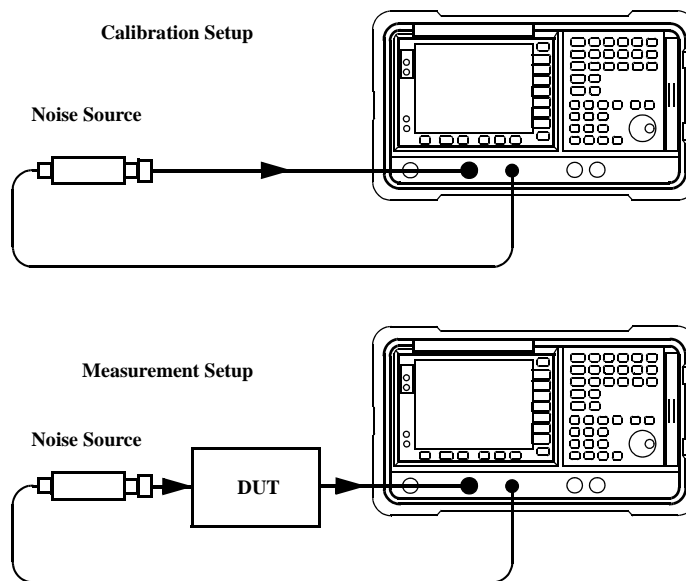 Calibration Setup
Noise Source
Measurement Setup
Noise Source
DUT